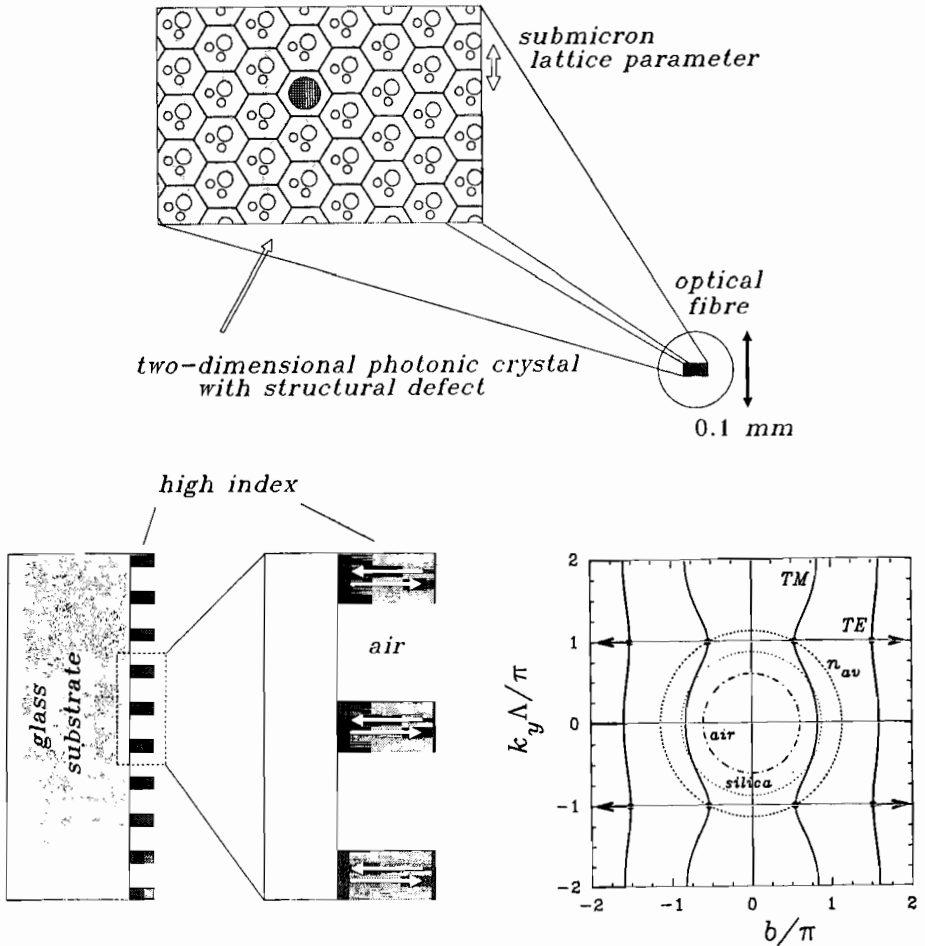 submicron
lattice parameter
optical
fibre
two-dimensional photonic crystal
with structural defect
0.1 mm
high index
glass
substrate
air
2
1
0
-1
-2
k_yΛ/π
TM
TE
n_av
air
silica
-2 -1 0 1 2
b/π